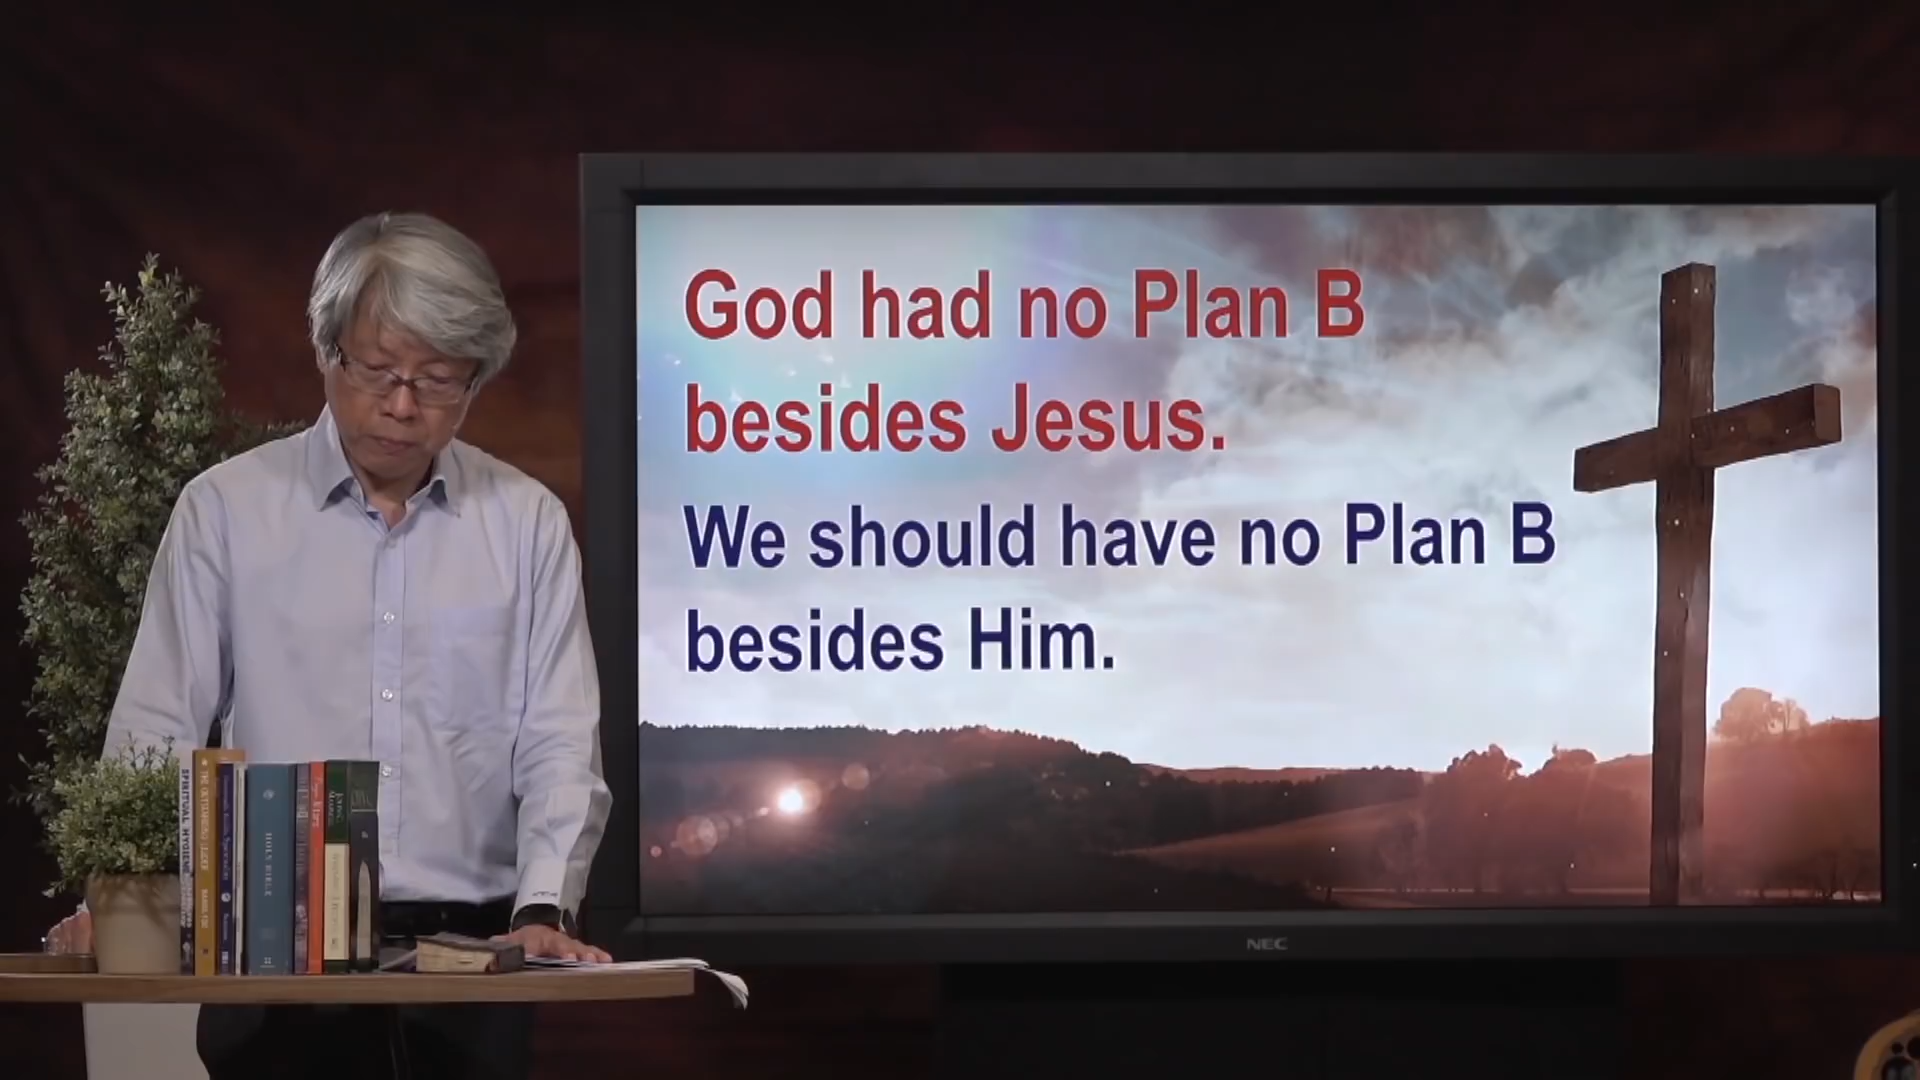 God had no Plan B
besides Jesus.
We should have no Plan B
besides Him.
NEC
SPIRITUAL HYGIENE
HOLY BIBLE